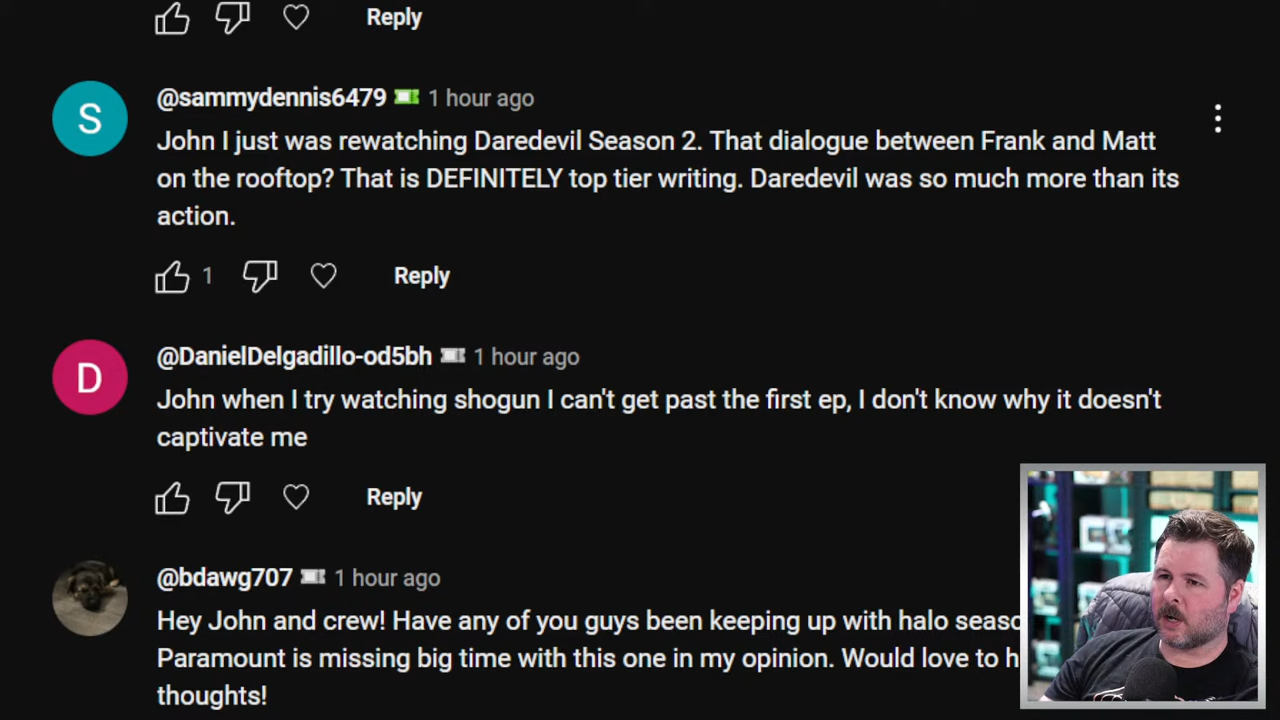 Reply
@sammydennis6479 1 hour ago
John I just was rewatching Daredevil Season 2. That dialogue between Frank and Matt
on the rooftop? That is DEFINITELY top tier writing. Daredevil was so much more than its
action.
1 Reply
@DanielDelgadillo-od5bh 1 hour ago
John when I try watching shogun I can't get past the first ep, I don't know why it doesn't
captivate me
Reply
@bdawg707 1 hour ago
Hey John and crew! Have any of you guys been keeping up with halo
Paramount is missing big time with this one in my opinion. Would love to
thoughts!
S
D